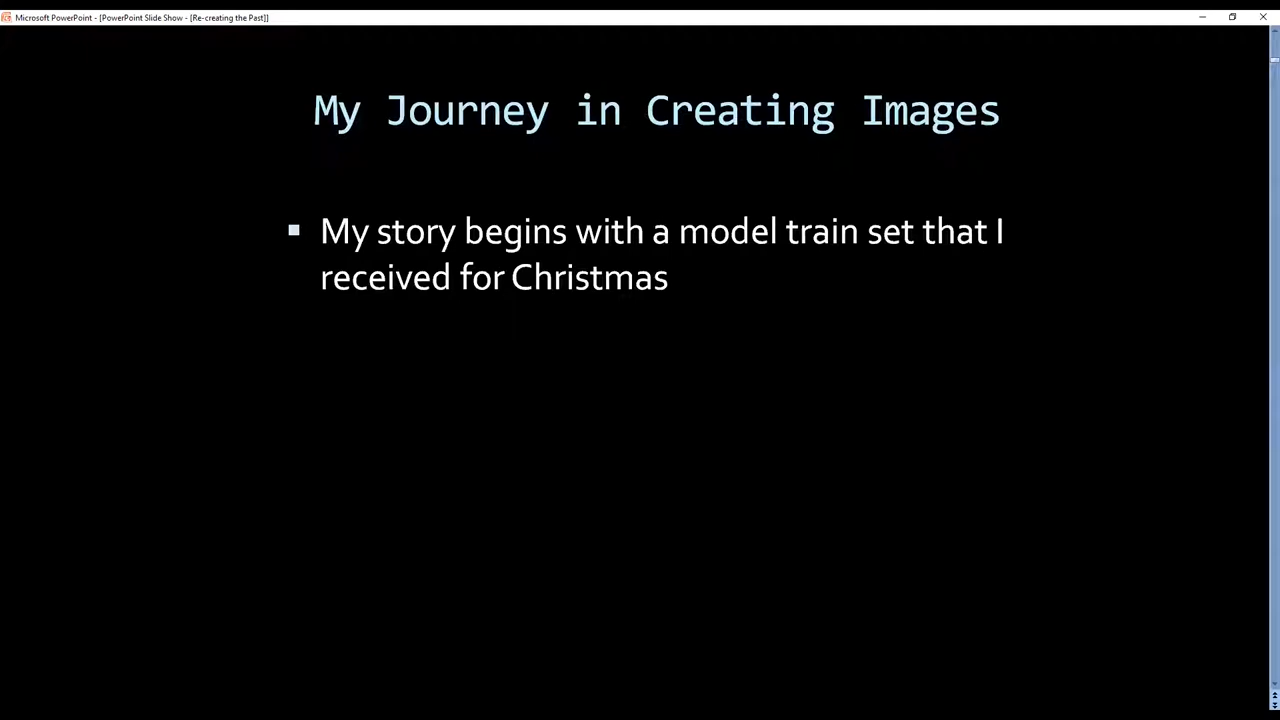 Microsoft PowerPoint - [PowerPoint Slide Show - [Re-creating the Past]]
My Journey in Creating Images
My story begins with a model train set that I
received for Christmas